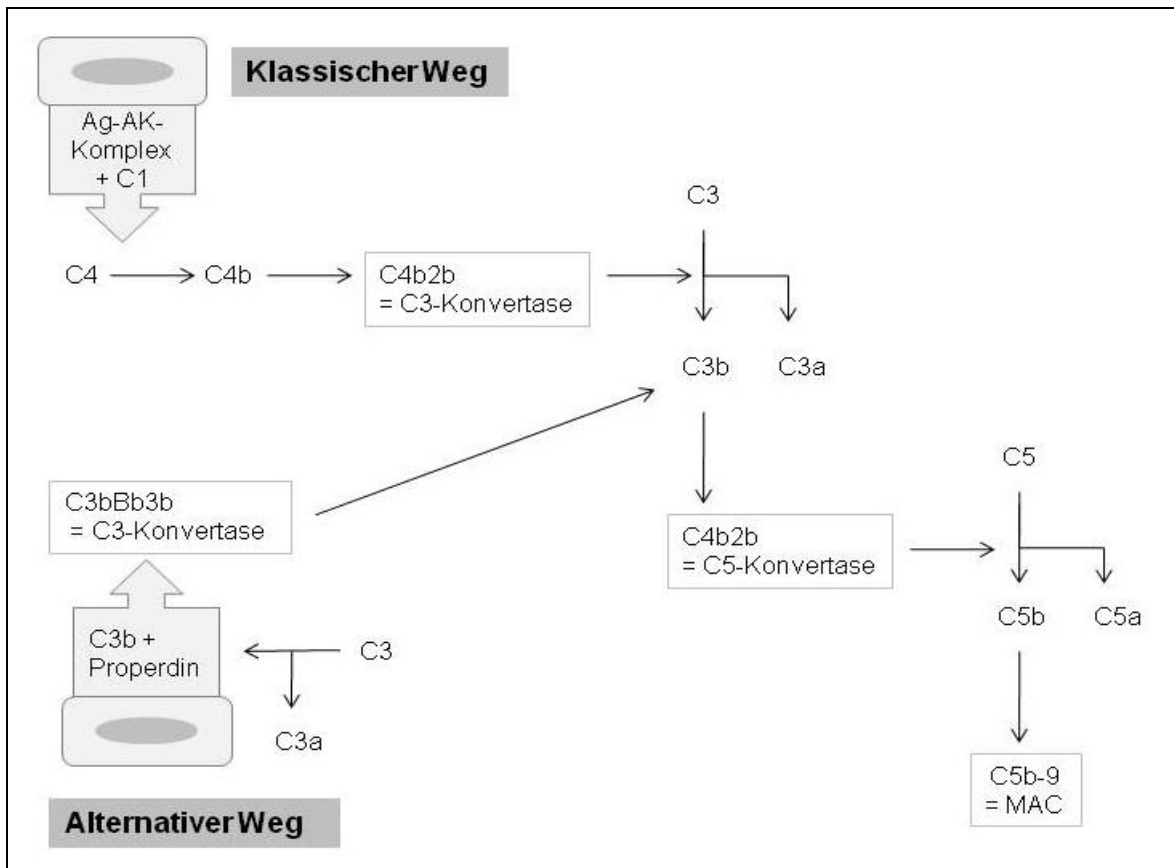 Klassischer Weg
Ag-AK-
Komplex
+ C1
C3
C4
C4b
C4b2b
= C3-Konvertase
C3b
C3a
C3bBb3b
= C3-Konvertase
C5
C4b2b
= C5-Konvertase
C5b
C5a
C3b +
Properdin
C3
C3a
C5b-9
= MAC
Alternativer Weg